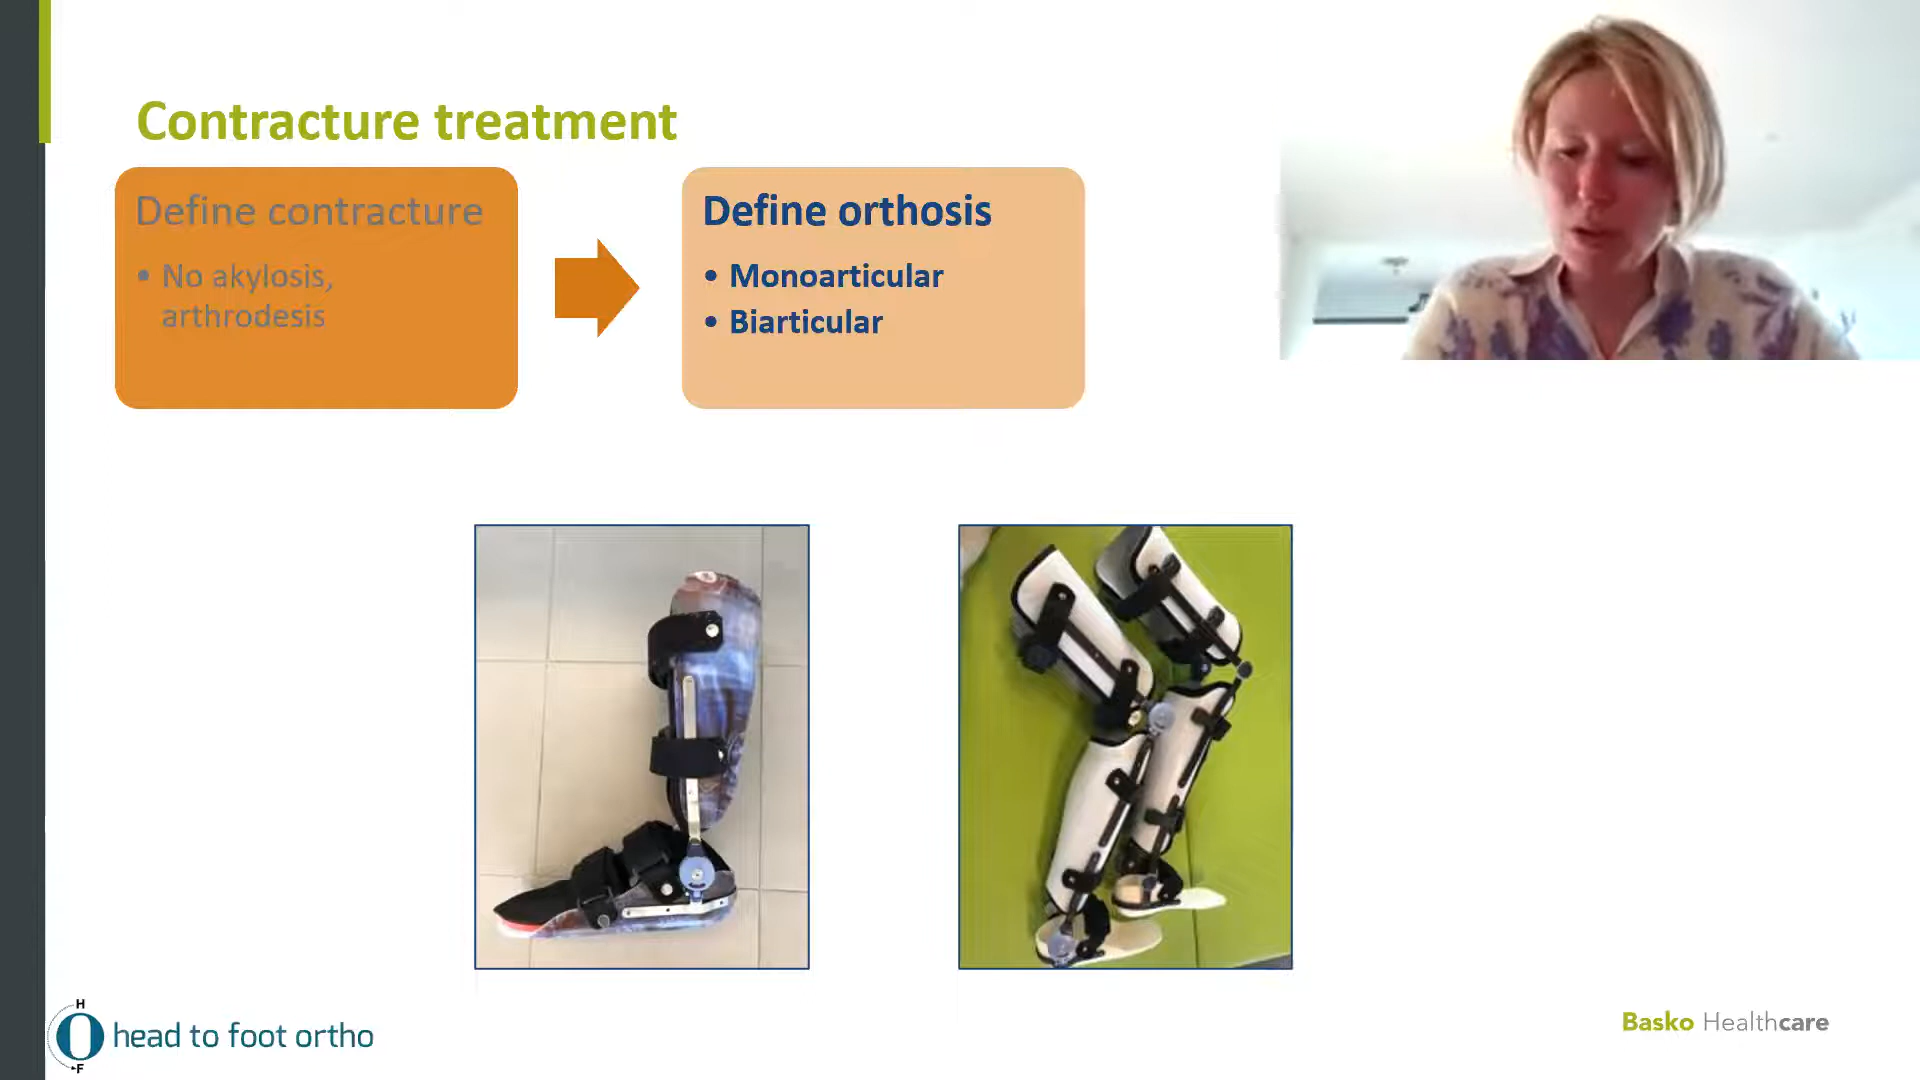 Contracture treatment
Define contracture
• No akylosis,
arthrodesis
Define orthosis
• Monoarticular
• Biarticular
H
head to foot ortho
F
Basko Healthcare